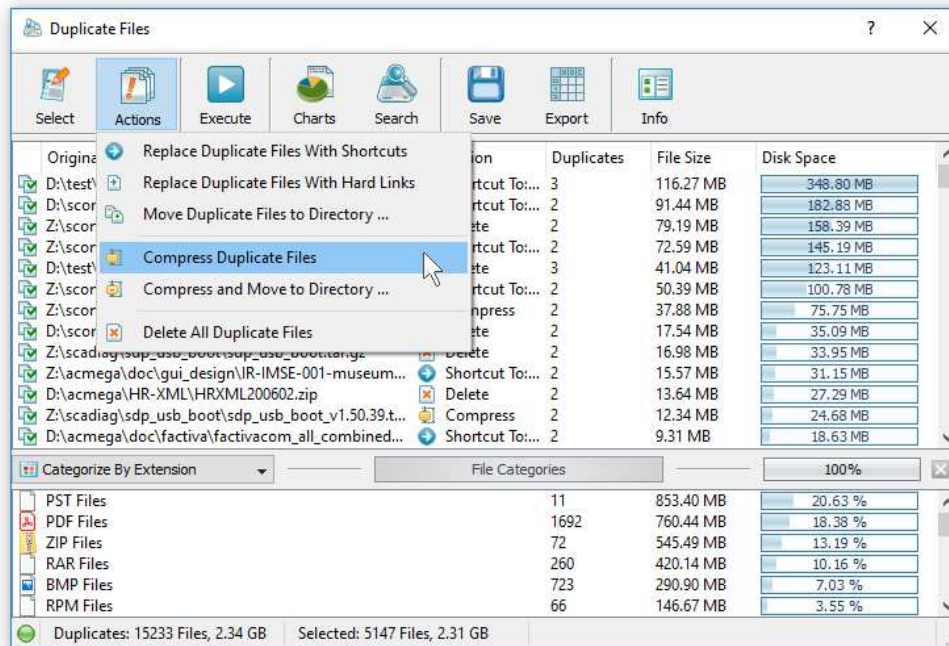 Duplicate Files
Select Actions Execute Charts Search Save Export Info
Replace Duplicate Files With Shortcuts
Replace Duplicate Files With Hard Links
Move Duplicate Files to Directory ...
Compress Duplicate Files
Compress and Move to Directory ...
Delete All Duplicate Files
Duplicates File Size Disk Space
D:\test\ 3 116.27 MB 348.80 MB
2 91.44 MB 182.88 MB
2 79.19 MB 158.39 MB
2 72.59 MB 145.19 MB
D:\test\ 3 41.04 MB 123.11 MB
2 50.39 MB 100.78 MB
2 37.88 MB 75.75 MB
2 17.54 MB 35.09 MB
Z:\scadiag\sdp_usb_boot\sdp_usb_boot.tar.gz Delete 2 16.98 MB 33.95 MB
Z:\acmega\doc\gui_design\IR-IMSE-001-museum... Shortcut To:... 2 15.57 MB 31.15 MB
D:\acmega\HR-XML\HRXML200602.zip Delete 2 13.64 MB 27.29 MB
Z:\scadiag\sdp_usb_boot\sdp_usb_boot_v1.50.39.t... Compress 2 12.34 MB 24.68 MB
D:\acmega\doc\factiva\factivacom_all_combined... Shortcut To:... 2 9.31 MB 18.63 MB
Categorize By Extension File Categories 100%
PST Files 11 853.40 MB 20.63 %
PDF Files 1692 760.44 MB 18.38 %
ZIP Files 72 545.49 MB 13.19 %
RAR Files 260 420.14 MB 10.16 %
BMP Files 723 290.90 MB 7.03 %
RPM Files 66 146.67 MB 3.55 %
Duplicates: 15233 Files, 2.34 GB Selected: 5147 Files, 2.31 GB